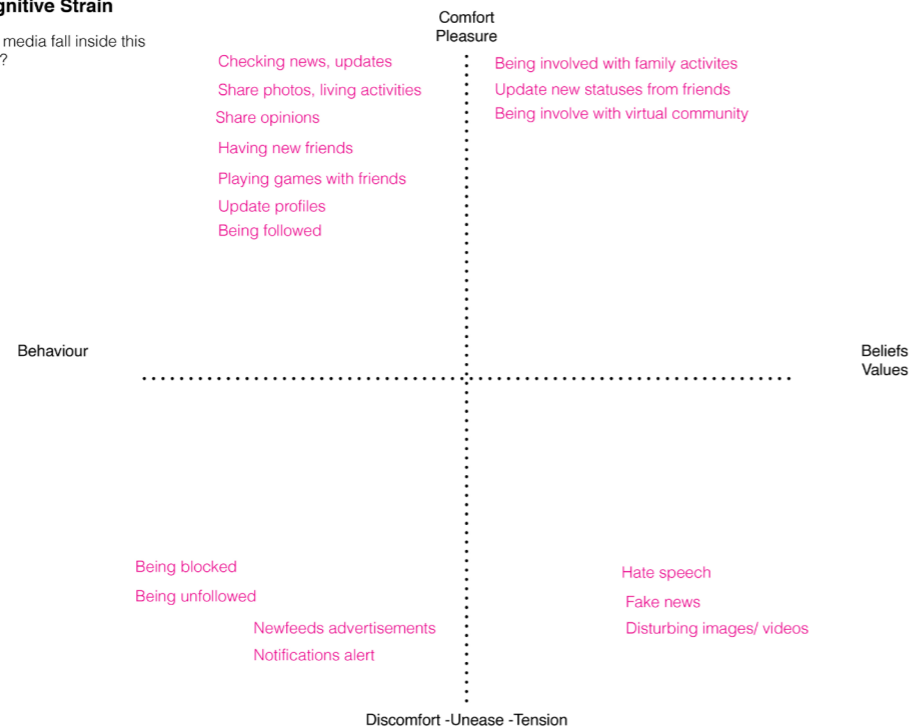 gnitive Strain
media fall inside this
?
Comfort
Pleasure
Checking news, updates
Share photos, living activities
Share opinions
Having new friends
Playing games with friends
Update profiles
Being followed
Being involved with family activites
Update new statuses from friends
Being involve with virtual community
Behaviour
Beliefs
Values
Being blocked
Being unfollowed
Newfeeds advertisements
Notifications alert
Hate speech
Fake news
Disturbing images/ videos
Discomfort -Unease -Tension